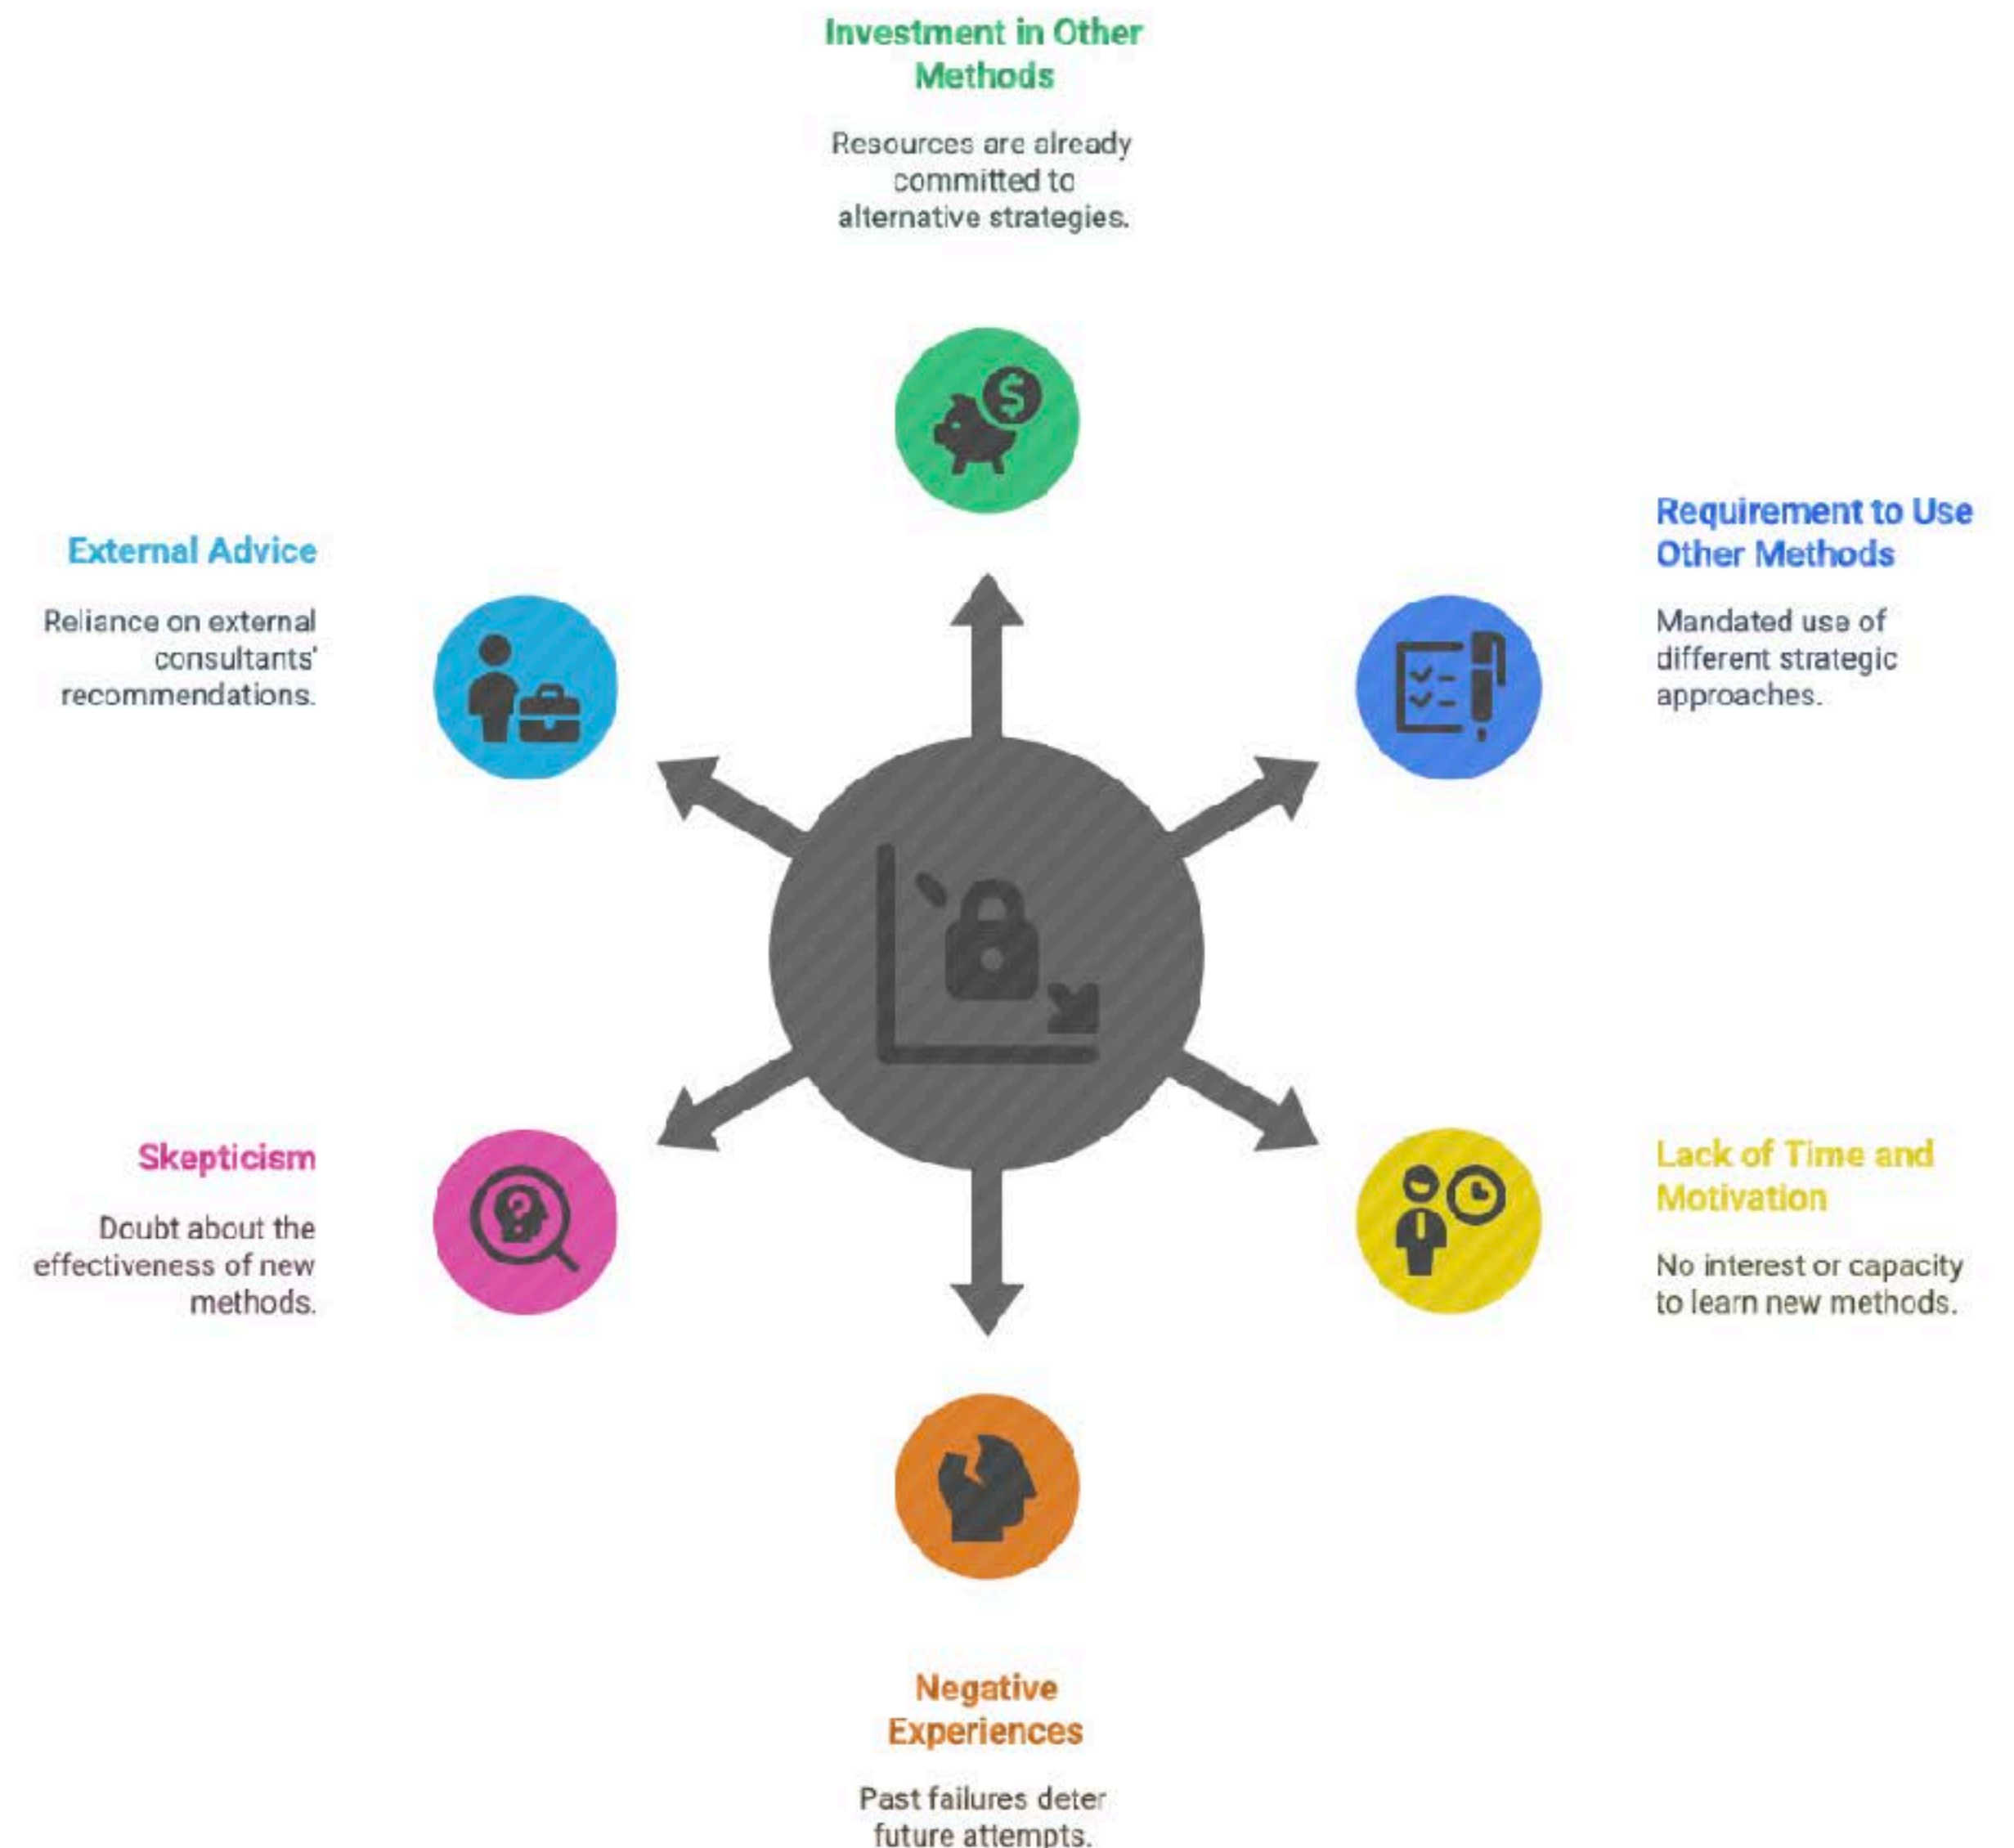 Investment in Other
Methods
Resources are already
committed to
alternative strategies.
External Advice
Reliance on external
consultants'
recommendations.
Requirement to Use
Other Methods
Mandated use of
different strategic
approaches.
Skepticism
Doubt about the
effectiveness of new
methods.
Lack of Time and
Motivation
No interest or capacity
to learn new methods.
Negative
Experiences
Past failures deter
future attempts.